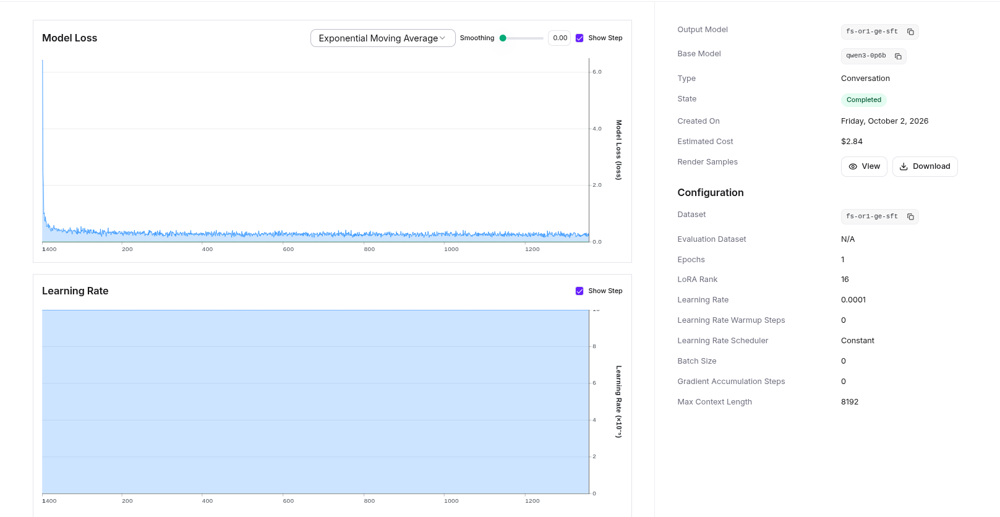 Model Loss
Exponential Moving Average
Smoothing
0.00
Show Step
6.0
4.0
2.0
0.0
Model Loss (loss)
1400
200
400
600
800
1000
1200
Learning Rate
Show Step
10
8
6
4
2
0
Learning Rate (×10⁻⁵)
1400
200
400
600
800
1000
1200
Output Model fs-or1-ge-sft
Base Model qwen3-0p6b
Type Conversation
State Completed
Created On Friday, October 2, 2026
Estimated Cost $2.84
Render Samples View Download
Configuration
Dataset fs-or1-ge-sft
Evaluation Dataset N/A
Epochs 1
LoRA Rank 16
Learning Rate 0.0001
Learning Rate Warmup Steps 0
Learning Rate Scheduler Constant
Batch Size 0
Gradient Accumulation Steps 0
Max Context Length 8192